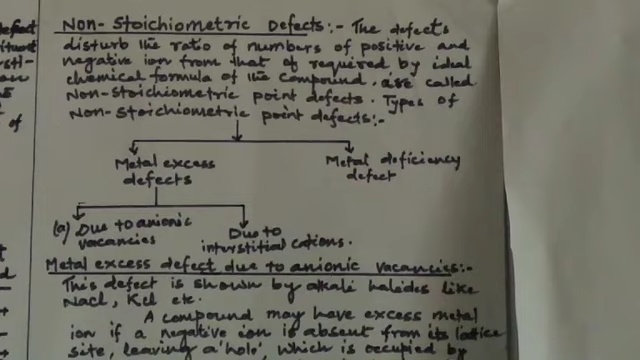 Non-Stoichiometric Defects:- The defects
disturb the ratio of numbers of positive and
negative ion from that of required by ideal
chemical formula of the compound. are called
Non-stoichiometric point defects. Types of
Non-stoichiometric point defects:-
Metal excess
defects
Metal deficiency
defect
(a) Due to anionic
vacancies
Due to
interstitial cations.
Metal excess defect due to anionic vacancies:-
This defect is shown by alkali halides like
Nacl, Kcl etc.
A compound may have excess metal
ion if a negative ion is absent from its lattice
site, leaving a 'hole', which is occupied by